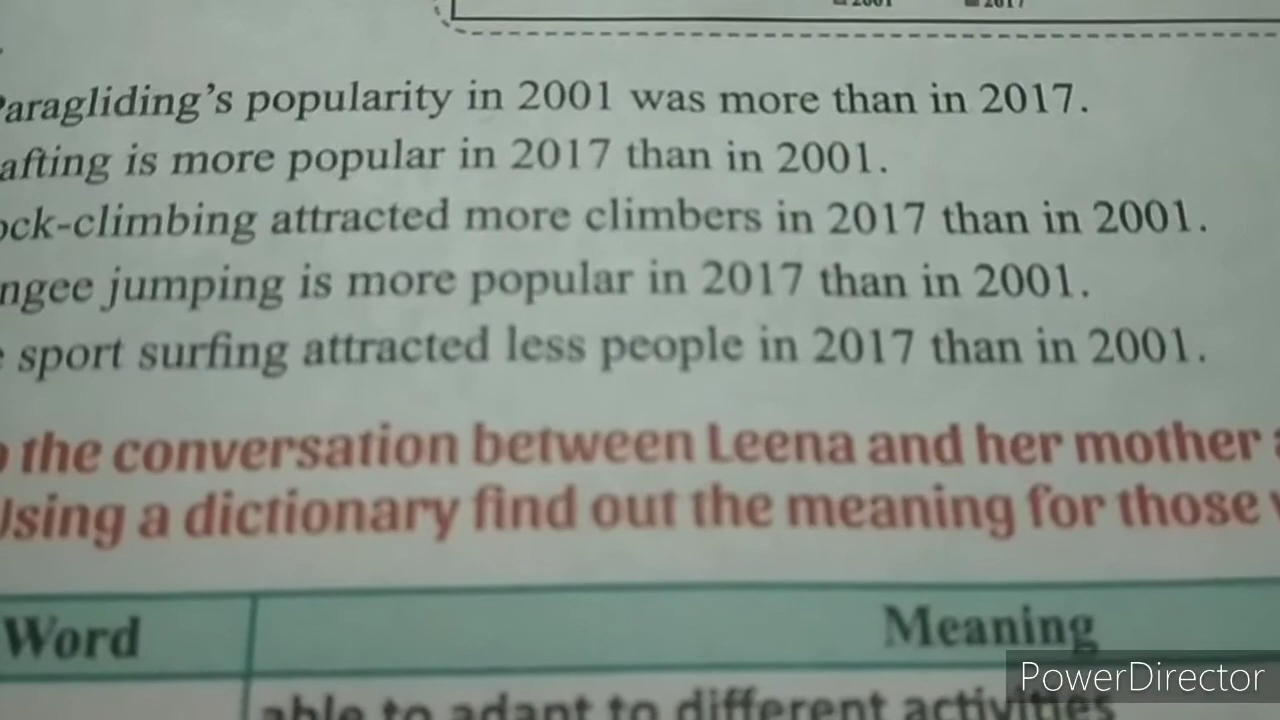 2001 2017
Paragliding's popularity in 2001 was more than in 2017.
afting is more popular in 2017 than in 2001.
ock-climbing attracted more climbers in 2017 than in 2001.
ngee jumping is more popular in 2017 than in 2001.
e sport surfing attracted less people in 2017 than in 2001.
o the conversation between Leena and her mother a
Using a dictionary find out the meaning for those
Word Meaning
able to adapt to different activities
PowerDirector